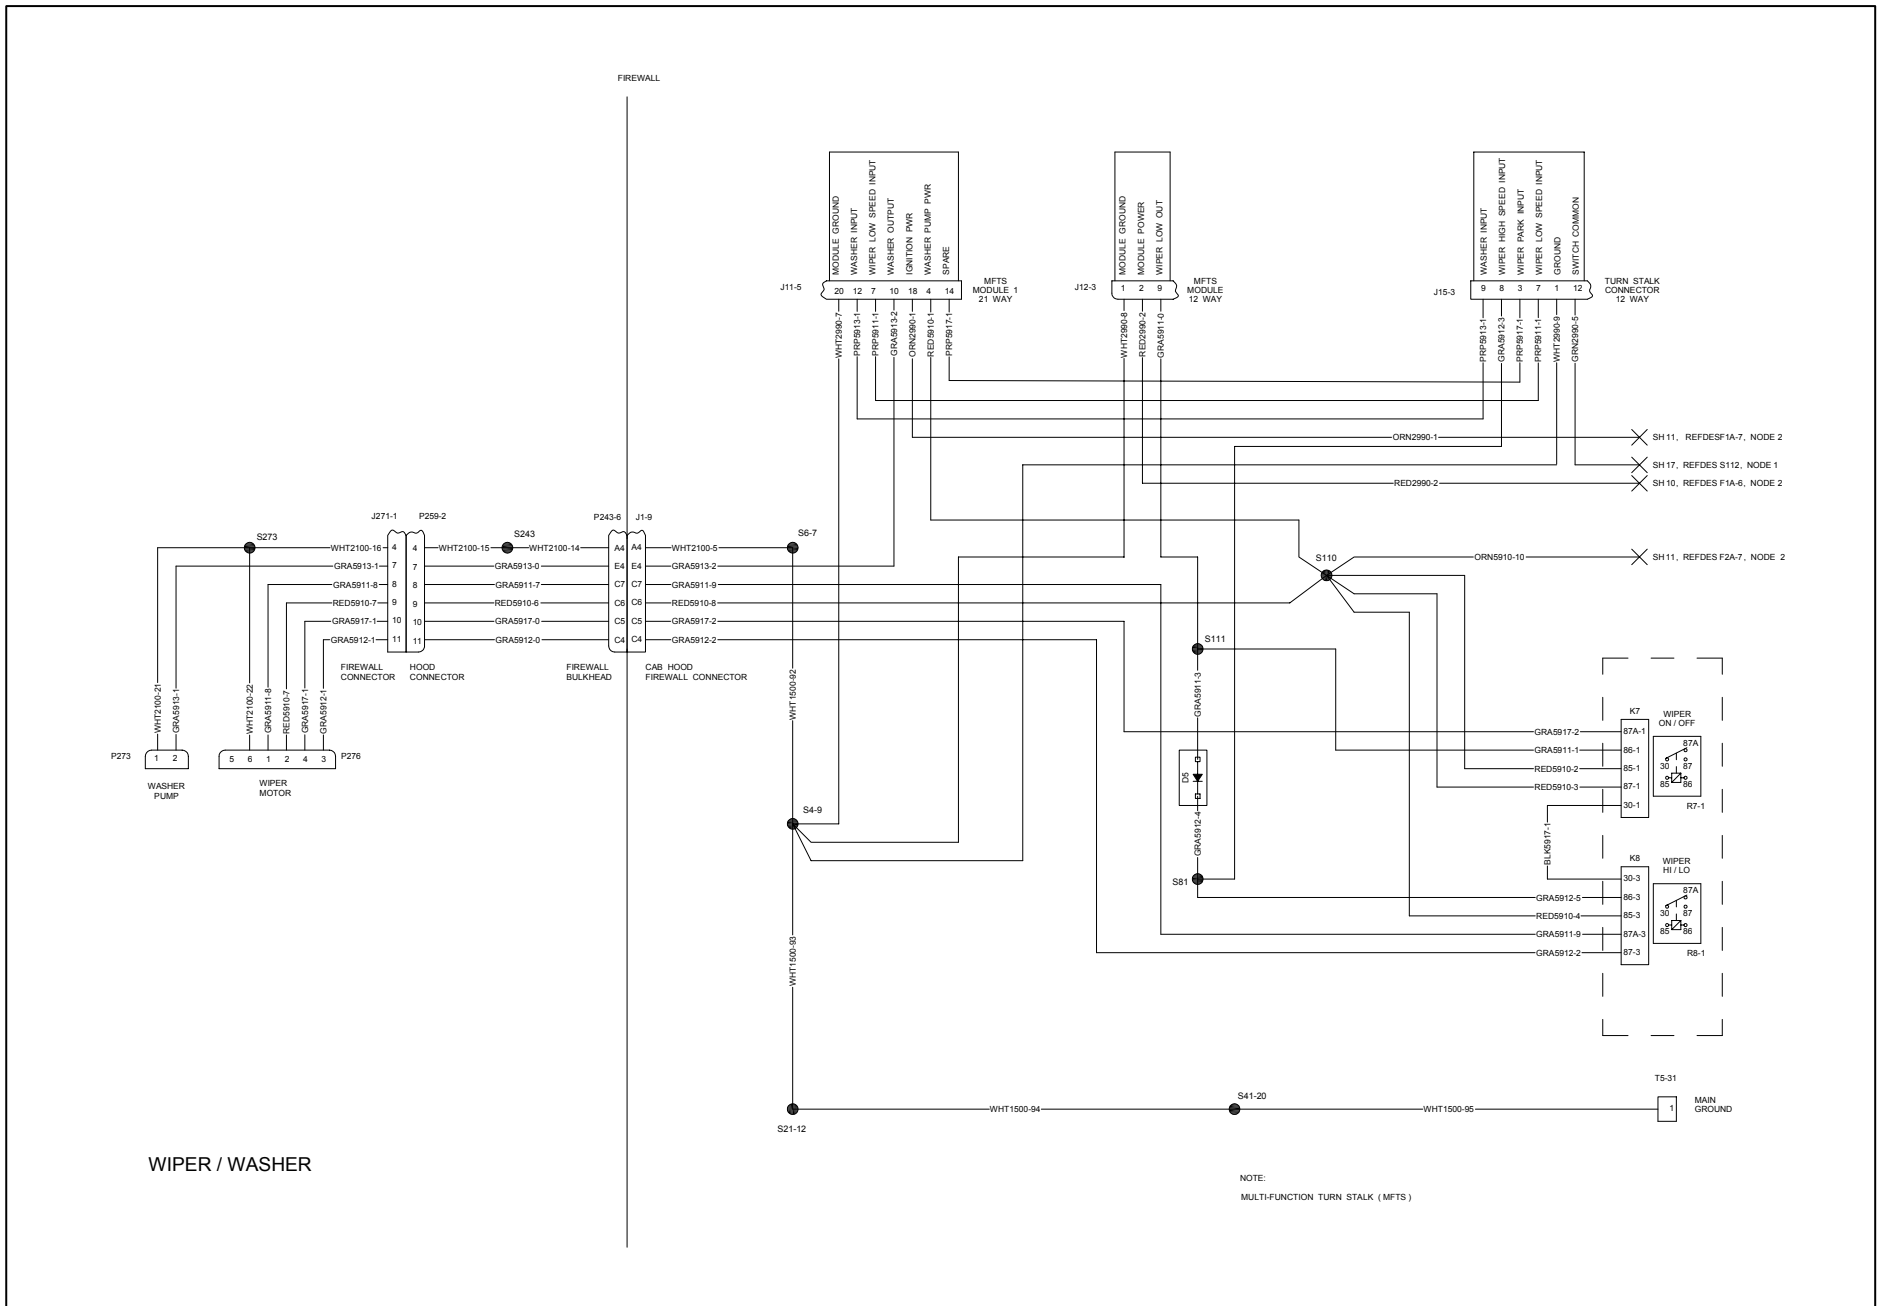 FIREWALL
MODULE GROUND
WASHER INPUT
WIPER LOW SPEED INPUT
WASHER OUTPUT
IGNITION PWR
WASHER PUMP PWR
SPARE
J11-5
20 12 7 10 18 4 14
MFTS
MODULE 1
21 WAY
WHT2990-7
PRP5913-1
PRP5911-1
GRA5913-2
ORN2990-1
RED5910-1
PRP5917-1
MODULE GROUND
MODULE POWER
WIPER LOW OUT
J12-3
1 2 9
MFTS
MODULE
12 WAY
WHT2990-8
RED2990-2
GRA5911-0
WASHER INPUT
WIPER HIGH SPEED INPUT
WIPER PARK INPUT
WIPER LOW SPEED INPUT
GROUND
SWITCH COMMON
J15-3
9 8 3 7 1 12
TURN STALK
CONNECTOR
12 WAY
PRP5913-1
GRA5912-3
PRP5917-1
PRP5911-1
WHT2990-9
GRN2990-5
ORN2990-1
SH 11, REFDESF1A-7, NODE 2
SH 17, REFDES S112, NODE 1
RED2990-2
SH 10, REFDES F1A-6, NODE 2
J271-1 P259-2
S273
S243
P243-6 J1-9
S6-7
WHT2100-16 4 4 WHT2100-15 WHT2100-14 A4 A4 WHT2100-5
GRA5913-1 7 7 GRA5913-0 E4 E4 GRA5913-2
GRA5911-8 8 8 GRA5911-7 C7 C7 GRA5911-9
RED5910-7 9 9 RED5910-6 C6 C6 RED5910-8
GRA5917-1 10 10 GRA5917-0 C5 C5 GRA5917-2
GRA5912-1 11 11 GRA5912-0 C4 C4 GRA5912-2
FIREWALL
CONNECTOR
HOOD
CONNECTOR
FIREWALL
BULKHEAD
CAB HOOD
FIREWALL CONNECTOR
S110
ORN5910-10
SH 11, REFDES F2A-7, NODE 2
S111
GRA5911-3
D5
GRA5912-4
S81
WHT2100-21
GRA5913-1
WHT2100-22
GRA5911-8
RED5910-7
GRA5917-1
GRA5912-1
P273
1 2
WASHER
PUMP
5 6 1 2 4 3
P276
WIPER
MOTOR
WHT1500-92
S4-9
WHT1500-93
K7
WIPER
ON / OFF
GRA5917-2 87A-1
GRA5911-1 86-1
RED5910-2 85-1
RED5910-3 87-1
30-1
87A
30 87
85 86
R7-1
BLK5917-1
K8
WIPER
HI / LO
30-3
GRA5912-5 86-3
RED5910-4 85-3
GRA5911-9 87A-3
GRA5912-2 87-3
87A
30 87
85 86
R8-1
S21-12
WHT1500-94
S41-20
WHT1500-95
T5-31
1
MAIN
GROUND
WIPER / WASHER
NOTE:
MULTI-FUNCTION TURN STALK ( MFTS )